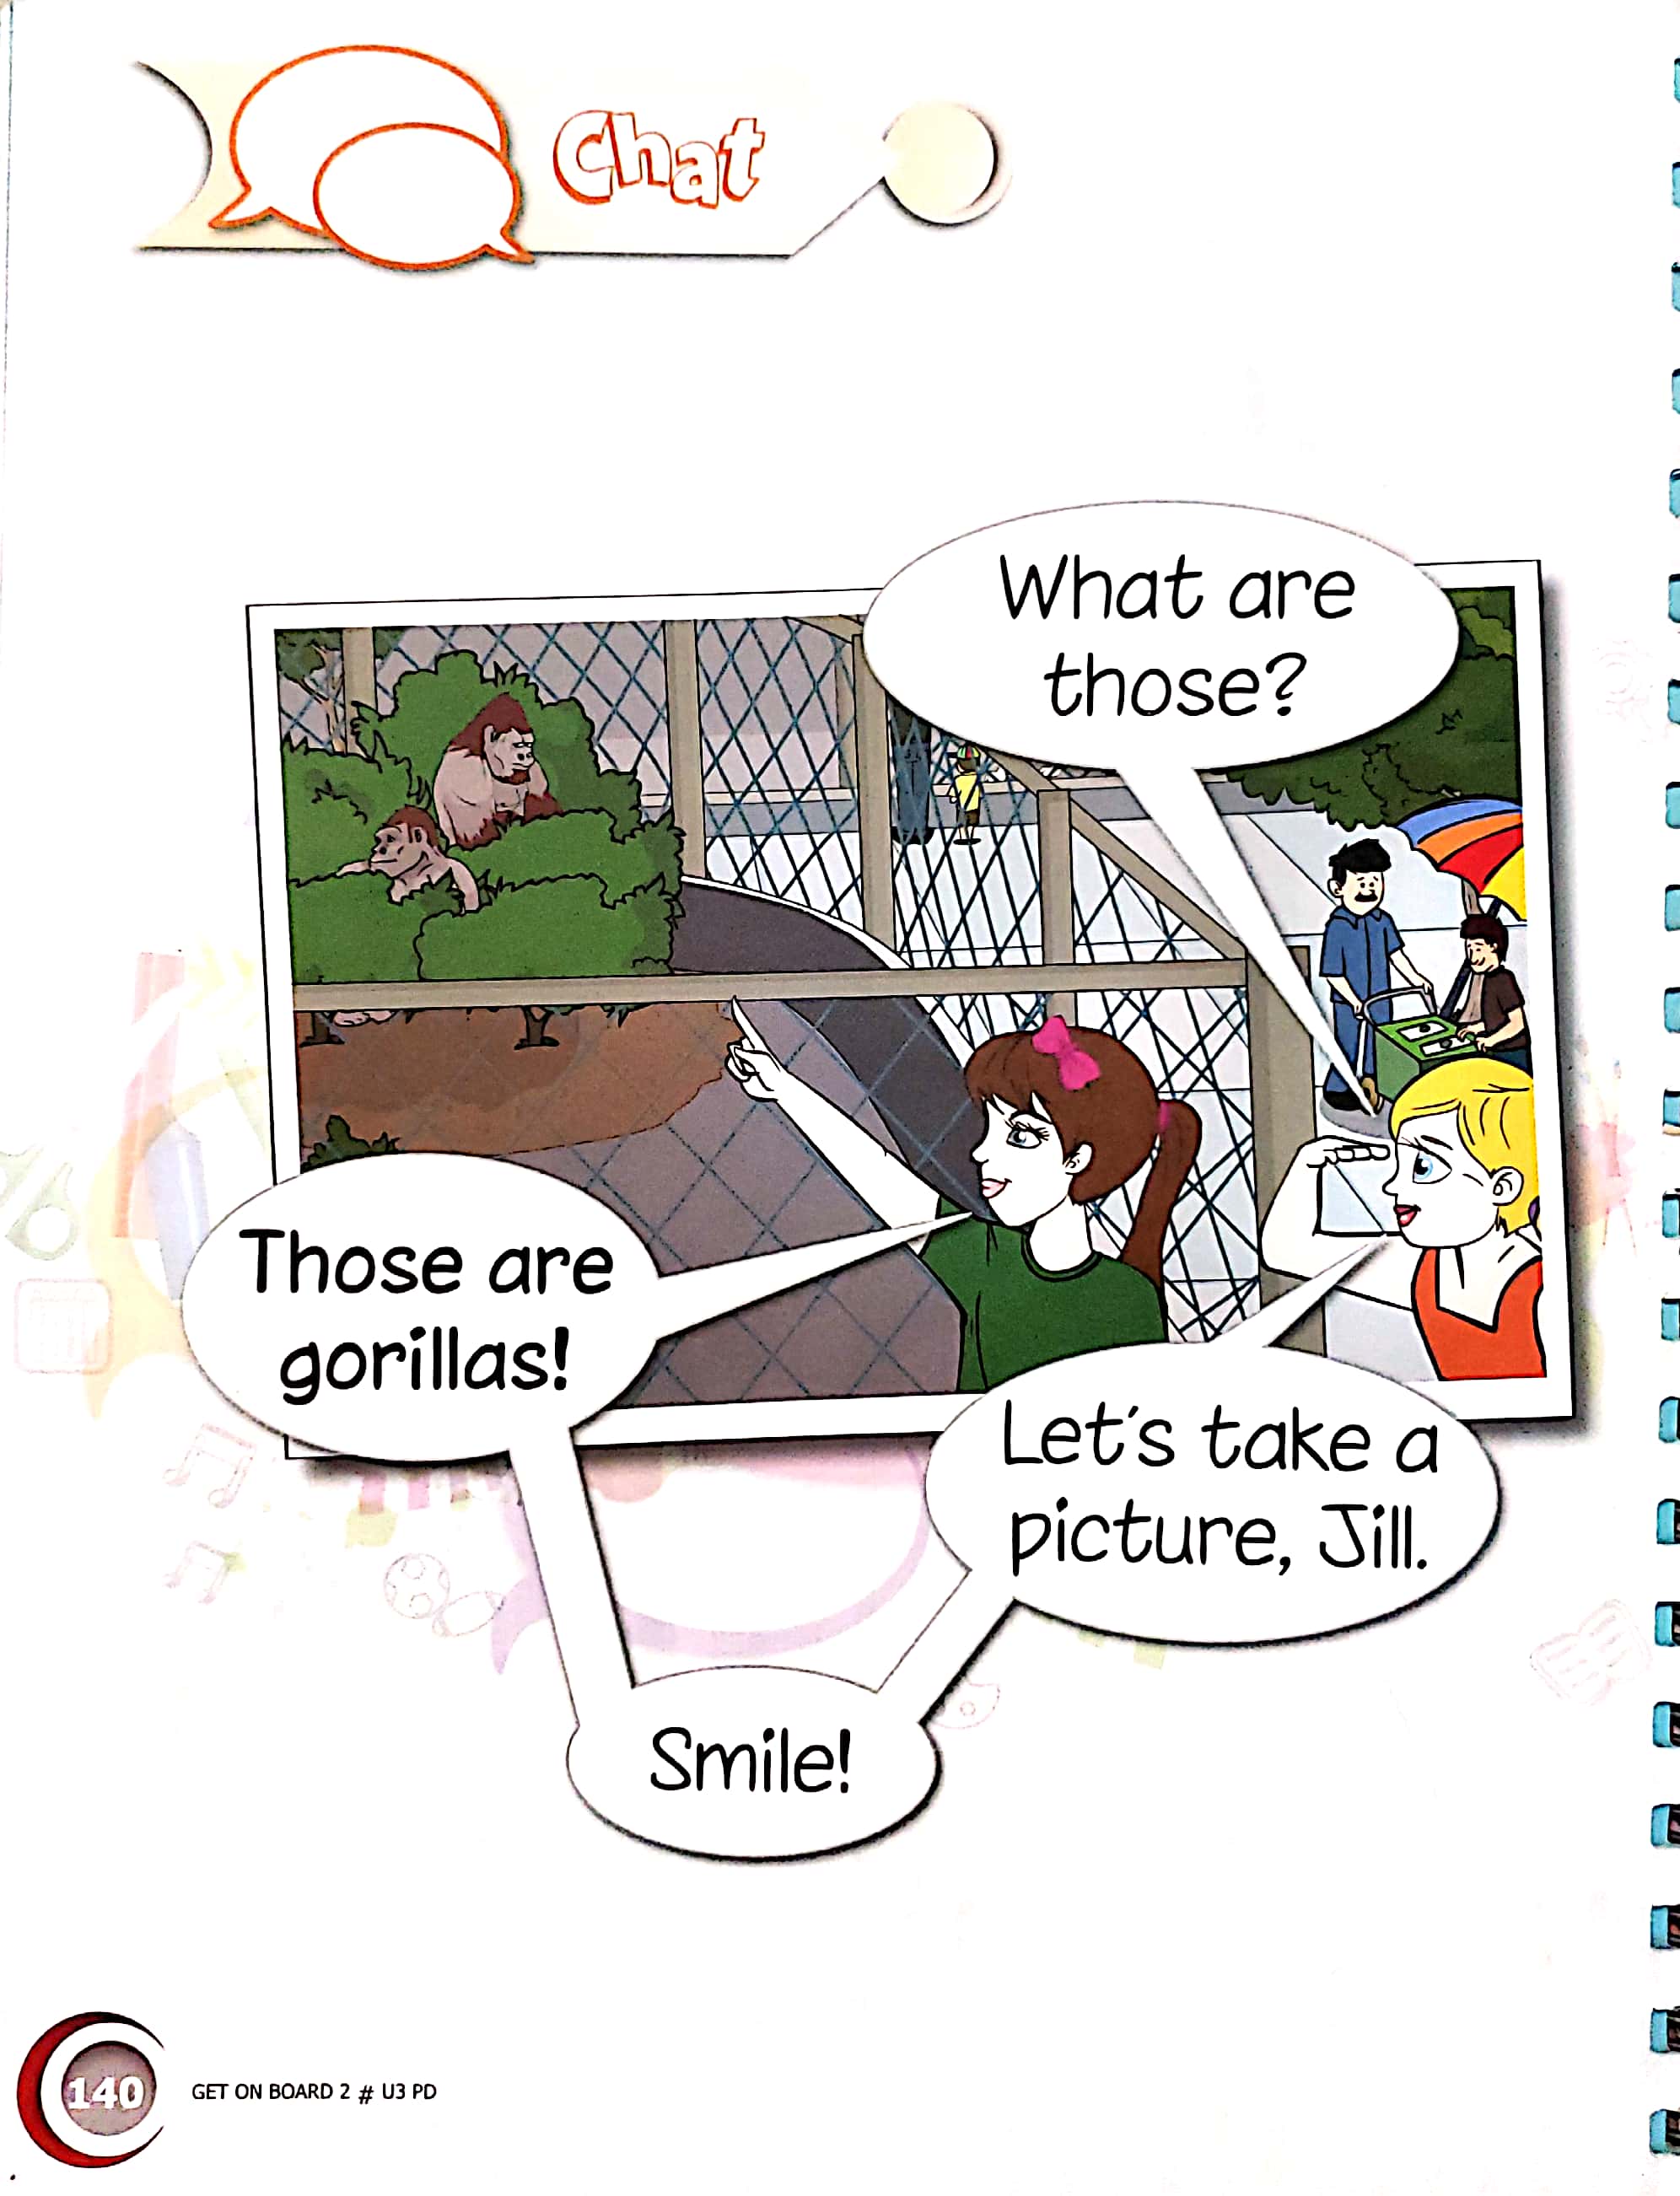 Chat
What are
those?
Those are
gorillas!
Let's take a
picture, Jill.
Smile!
140
GET ON BOARD 2 # U3 PD